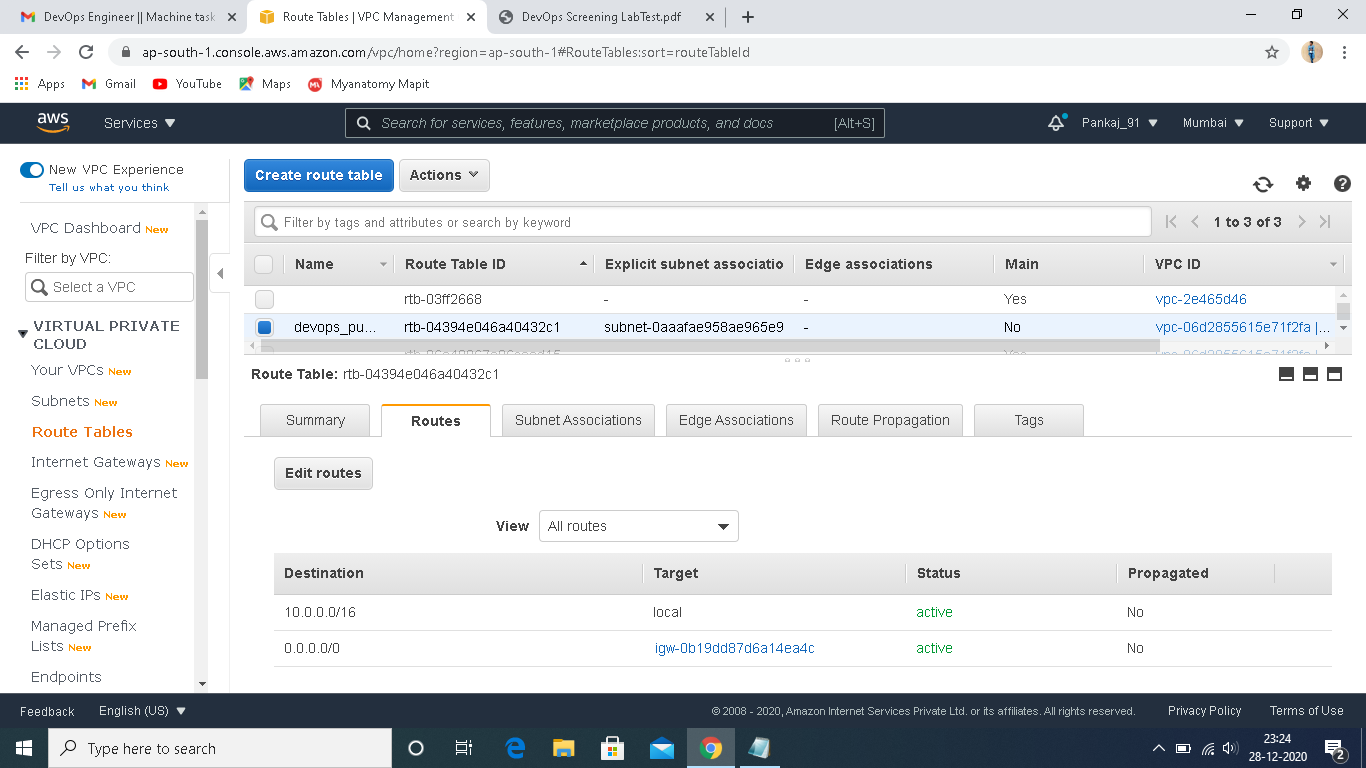 DevOps Engineer || Machine task
Route Tables | VPC Management
DevOps Screening LabTest.pdf
ap-south-1.console.aws.amazon.com/vpc/home?region=ap-south-1#RouteTables:sort=routeTableId
Apps Gmail YouTube Maps Myanatomy Mapit
aws Services Search for services, features, marketplace products, and docs [Alt+S] Pankaj_91 Mumbai Support
New VPC Experience
Tell us what you think
VPC Dashboard New
Filter by VPC:
Select a VPC
VIRTUAL PRIVATE
CLOUD
Your VPCs New
Subnets New
Route Tables
Internet Gateways New
Egress Only Internet
Gateways New
DHCP Options
Sets New
Elastic IPs New
Managed Prefix
Lists New
Endpoints
Create route table Actions
Filter by tags and attributes or search by keyword 1 to 3 of 3
Name Route Table ID Explicit subnet associatio Edge associations Main VPC ID
rtb-03ff2668 - - Yes vpc-2e465d46
devops_pu... rtb-04394e046a40432c1 subnet-0aaafae958ae965e9 - No vpc-06d2855615e71f2fa |...
Route Table: rtb-04394e046a40432c1
Summary Routes Subnet Associations Edge Associations Route Propagation Tags
Edit routes
View All routes
Destination Target Status Propagated
10.0.0.0/16 local active No
0.0.0.0/0 igw-0b19dd87d6a14ea4c active No
Feedback English (US) © 2008 - 2020, Amazon Internet Services Private Ltd. or its affiliates. All rights reserved. Privacy Policy Terms of Use
Type here to search
23:24
28-12-2020
2